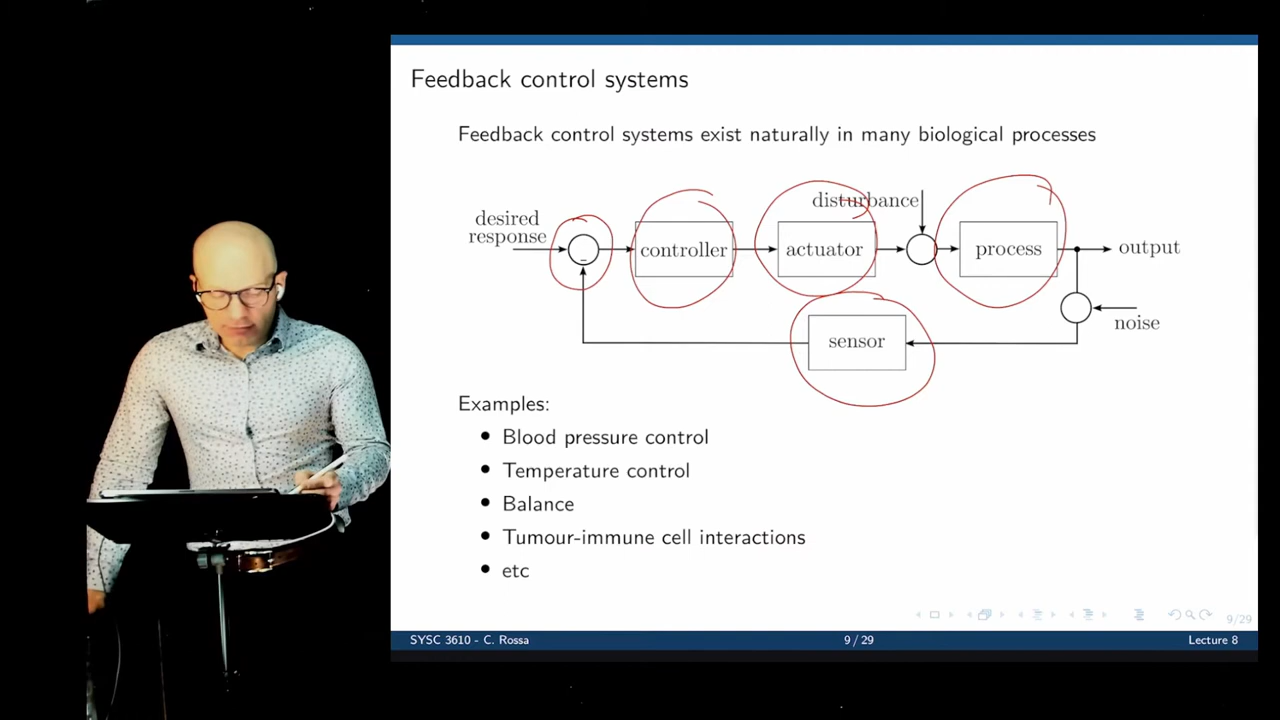 Feedback control systems
Feedback control systems exist naturally in many biological processes
disturbance
desired
response
-
controller
actuator
process
output
noise
sensor
Examples:
• Blood pressure control
• Temperature control
• Balance
• Tumour-immune cell interactions
• etc
9/29
SYSC 3610 - C. Rossa
9 / 29
Lecture 8